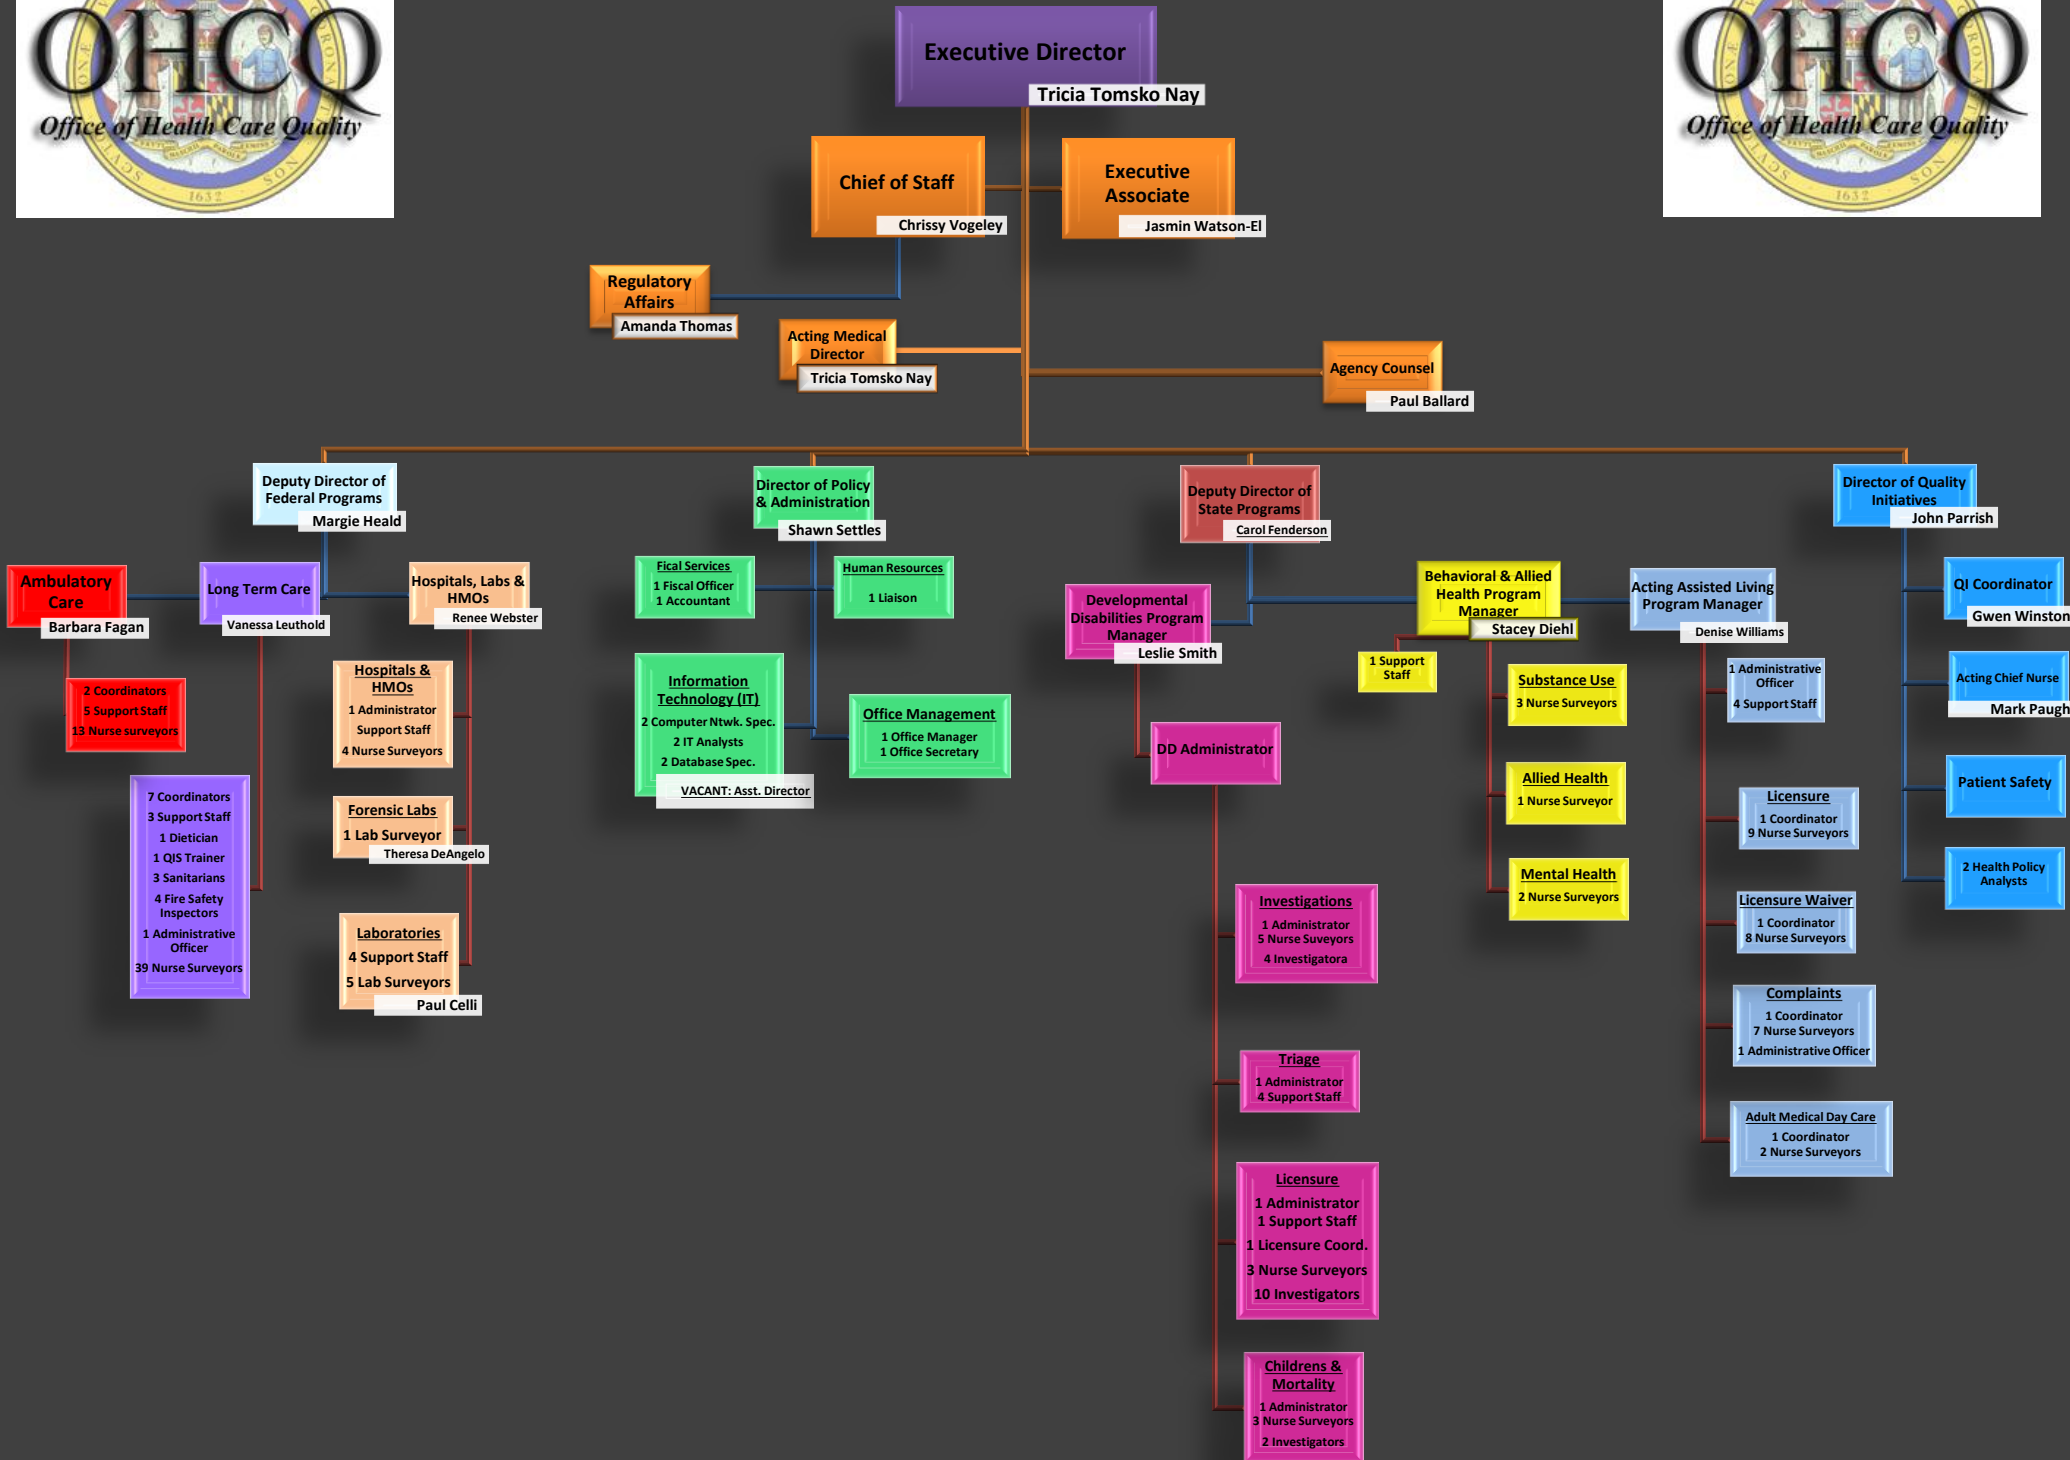 OHCQ
Office of Health Care Quality
1632
OHCQ
Office of Health Care Quality
1632
Executive Director
Tricia Tomsko Nay
Chief of Staff
Chrissy Vogeley
Executive
Associate
Jasmin Watson-El
Regulatory
Affairs
Amanda Thomas
Acting Medical
Director
Tricia Tomsko Nay
Agency Counsel
Paul Ballard
Deputy Director of
Federal Programs
Margie Heald
Director of Policy
& Administration
Shawn Settles
Deputy Director of
State Programs
Carol Fenderson
Director of Quality
Initiatives
John Parrish
Ambulatory
Care
Barbara Fagan
2 Coordinators
5 Support Staff
13 Nurse surveyors
Long Term Care
Vanessa Leuthold
7 Coordinators
3 Support Staff
1 Dietician
1 QIS Trainer
3 Sanitarians
4 Fire Safety
Inspectors
1 Administrative
Officer
39 Nurse Surveyors
Hospitals, Labs &
HMOs
Renee Webster
Hospitals &
HMOs
1 Administrator
Support Staff
4 Nurse Surveyors
Forensic Labs
1 Lab Surveyor
Theresa DeAngelo
Laboratories
4 Support Staff
5 Lab Surveyors
Paul Celli
Fical Services
1 Fiscal Officer
1 Accountant
Human Resources
1 Liaison
Information
Technology (IT)
2 Computer Ntwk. Spec.
2 IT Analysts
2 Database Spec.
VACANT: Asst. Director
Office Management
1 Office Manager
1 Office Secretary
Developmental
Disabilities Program
Manager
Leslie Smith
DD Administrator
Investigations
1 Administrator
5 Nurse Suveyors
4 Investigatora
Triage
1 Administrator
4 Support Staff
Licensure
1 Administrator
1 Support Staff
1 Licensure Coord.
3 Nurse Surveyors
10 Investigators
Childrens &
Mortality
1 Administrator
3 Nurse Surveyors
2 Investigators
Behavioral & Allied
Health Program
Manager
Stacey Diehl
1 Support
Staff
Substance Use
3 Nurse Surveyors
Allied Health
1 Nurse Surveyor
Mental Health
2 Nurse Surveyors
Acting Assisted Living
Program Manager
Denise Williams
1 Administrative
Officer
4 Support Staff
Licensure
1 Coordinator
9 Nurse Surveyors
Licensure Waiver
1 Coordinator
8 Nurse Surveyors
Complaints
1 Coordinator
7 Nurse Surveyors
1 Administrative Officer
Adult Medical Day Care
1 Coordinator
2 Nurse Surveyors
QI Coordinator
Gwen Winston
Acting Chief Nurse
Mark Paugh
Patient Safety
2 Health Policy
Analysts